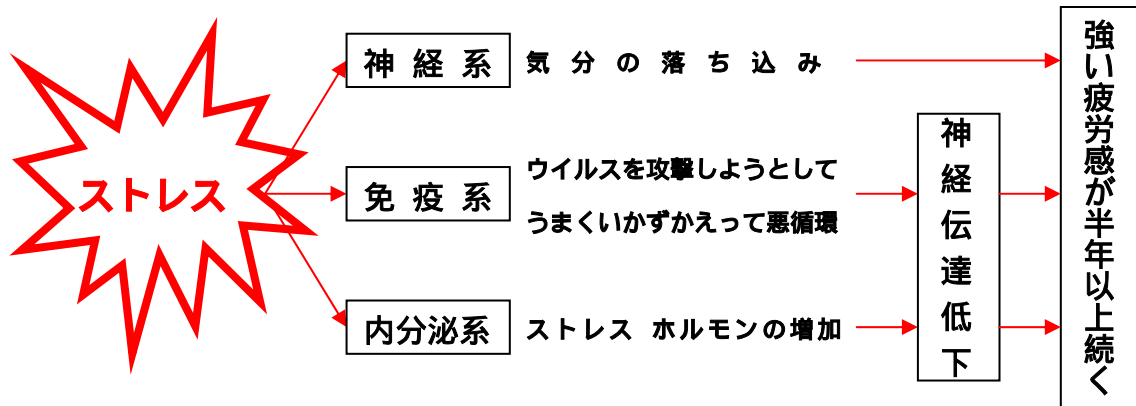 ストレス
神経系
気分の落ち込み
免疫系
ウイルスを攻撃しようとして
うまくいかずかえって悪循環
内分泌系
ストレス ホルモンの増加
神経伝達低下
強い疲労感が半年以上続く